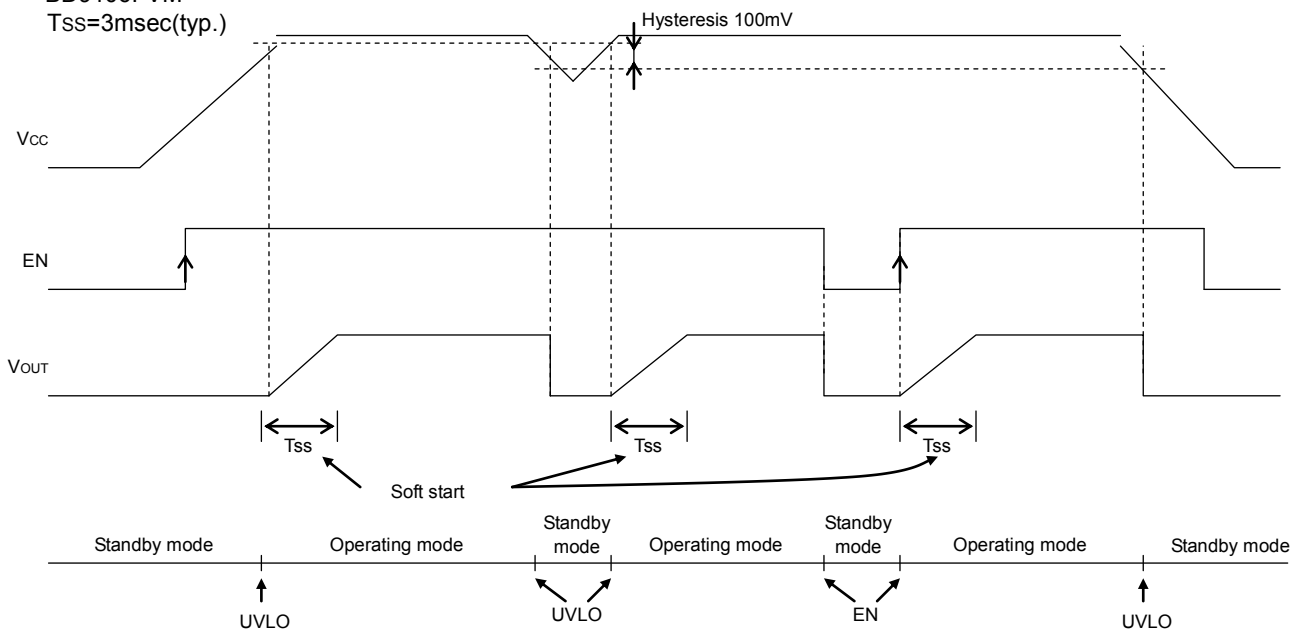 Tss=3msec(typ.)
Hysteresis 100mV
Vcc
EN
VOUT
Tss
Tss
Tss
Soft start
Standby mode
Operating mode
Standby
mode
Operating mode
Standby
mode
Operating mode
Standby mode
UVLO
UVLO
EN
UVLO